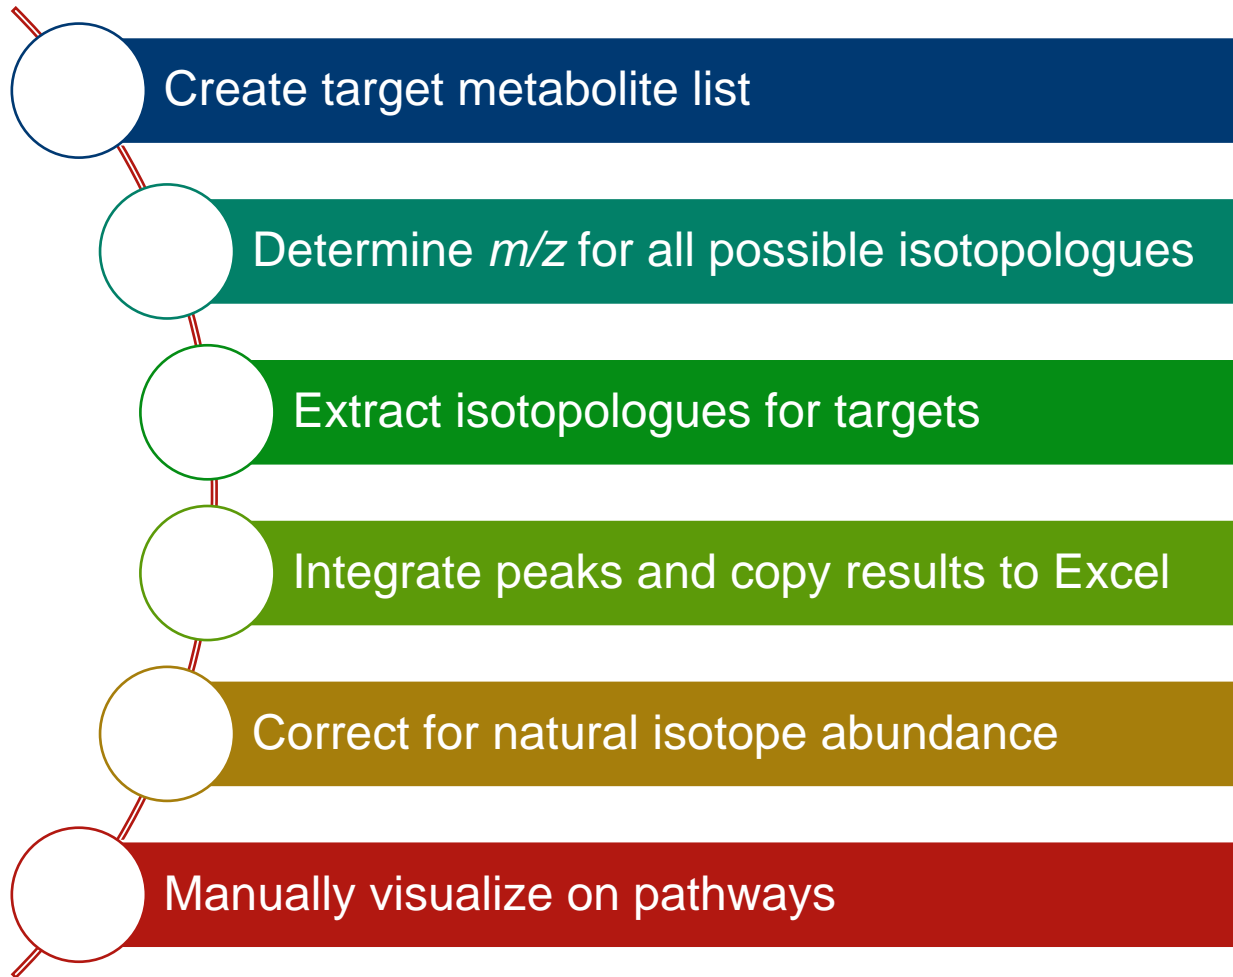 Create target metabolite list
Determine m/z for all possible isotopologues
Extract isotopologues for targets
Integrate peaks and copy results to Excel
Correct for natural isotope abundance
Manually visualize on pathways